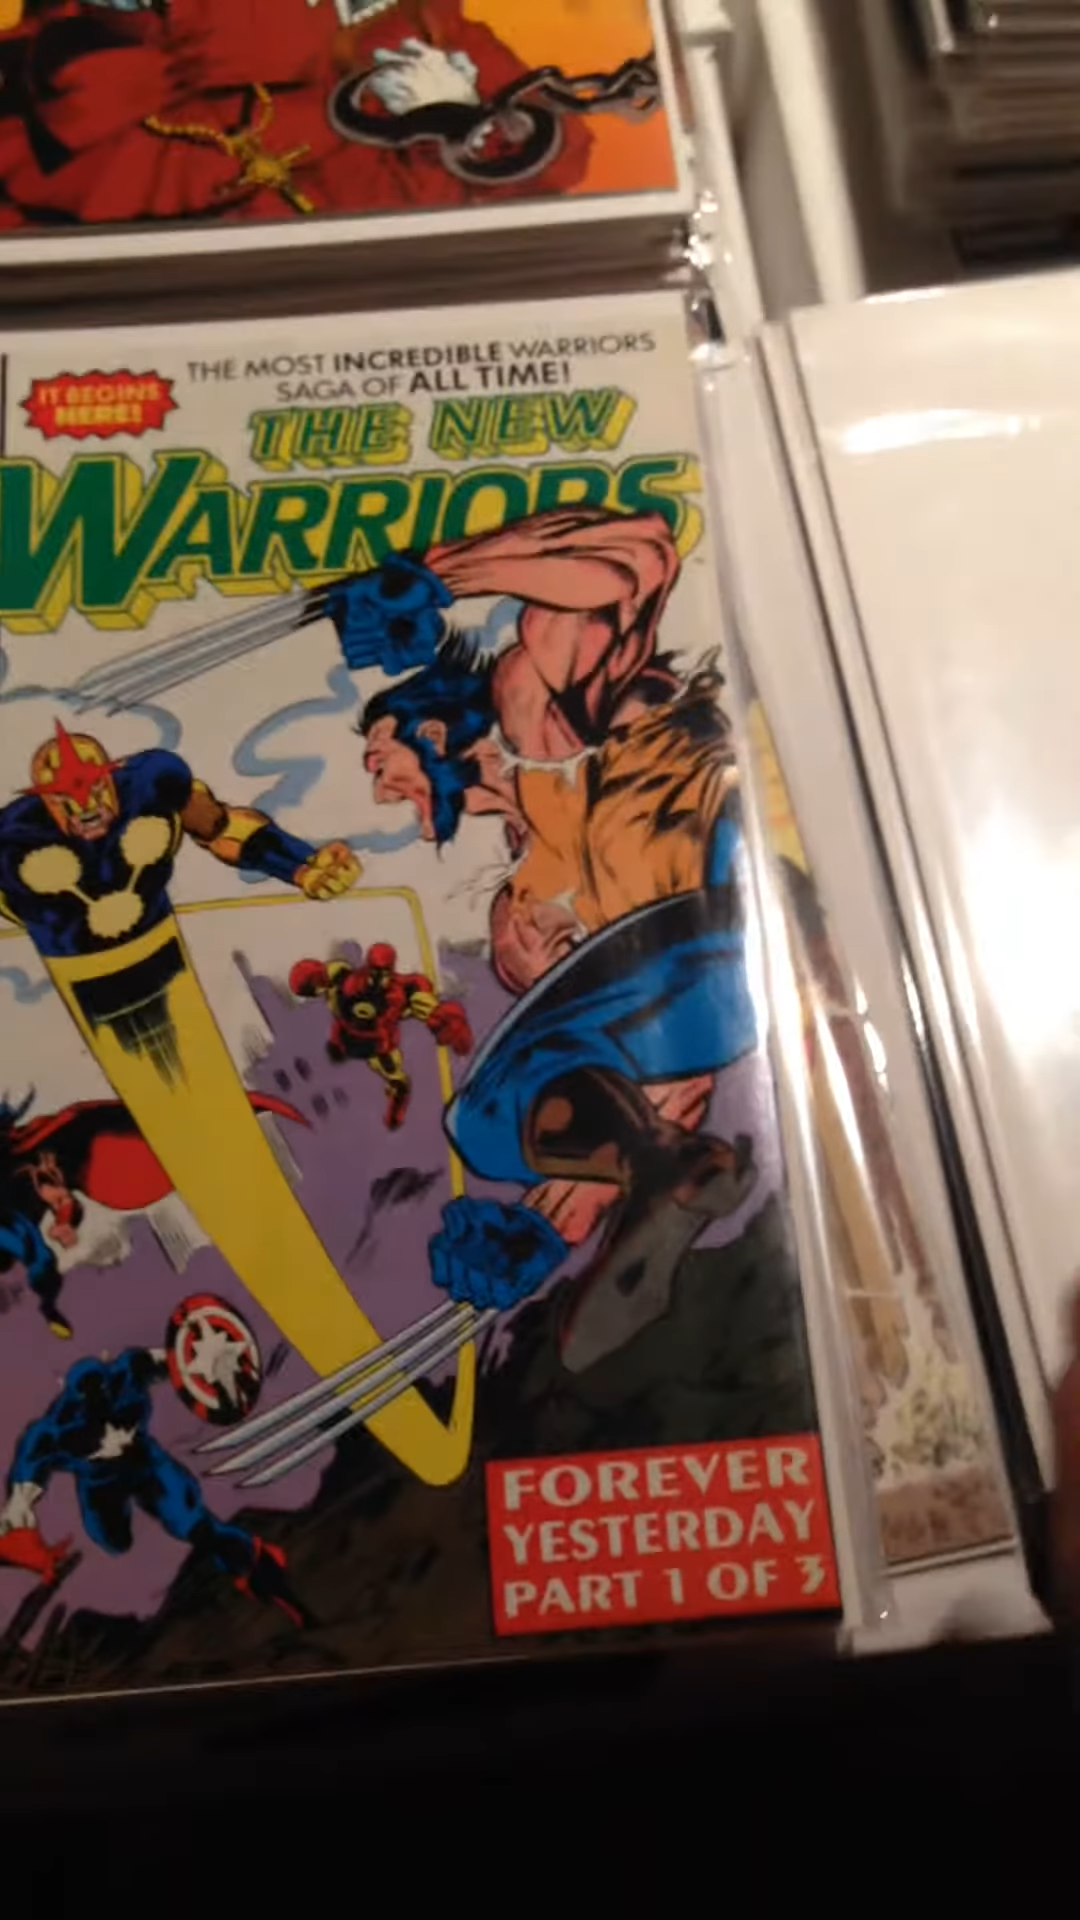 THE MOST INCREDIBLE WARRIORS
SAGA OF ALL TIME!
IT BEGINS
HERE!
THE NEW
WARRIORS
FOREVER
YESTERDAY
PART 1 OF 3